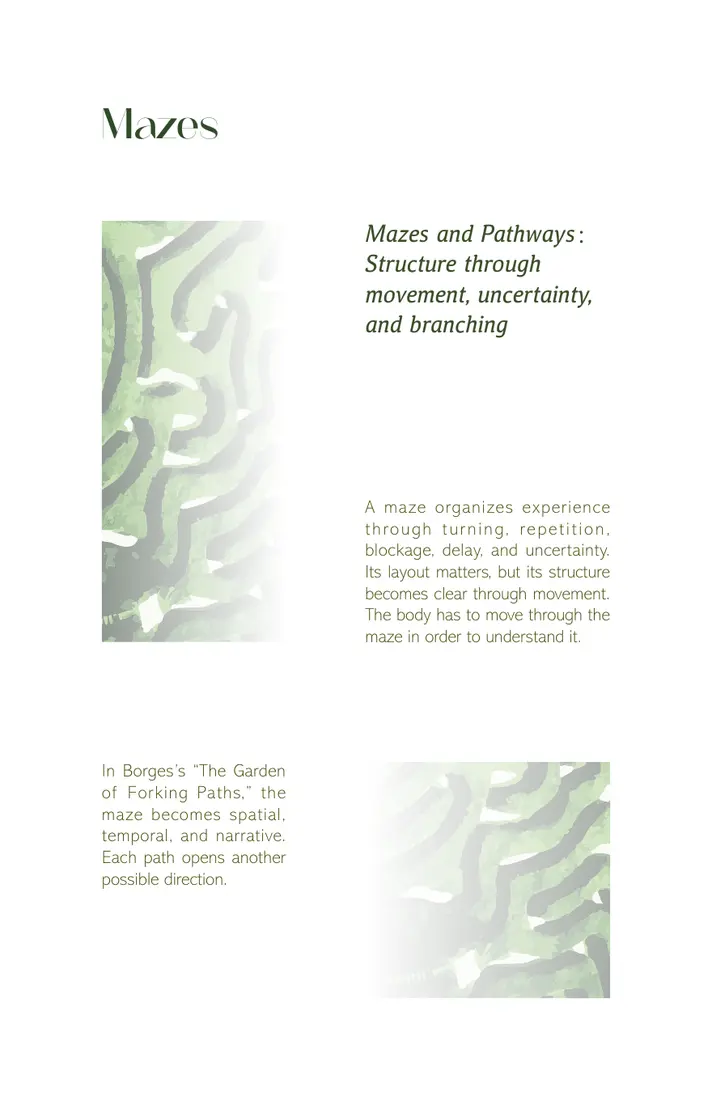 Mazes
Mazes and Pathways:
Structure through
movement, uncertainty,
and branching
A maze organizes experience
through turning, repetition,
blockage, delay, and uncertainty.
Its layout matters, but its structure
becomes clear through movement.
The body has to move through the
maze in order to understand it.
In Borges’s “The Garden
of Forking Paths,” the
maze becomes spatial,
temporal, and narrative.
Each path opens another
possible direction.